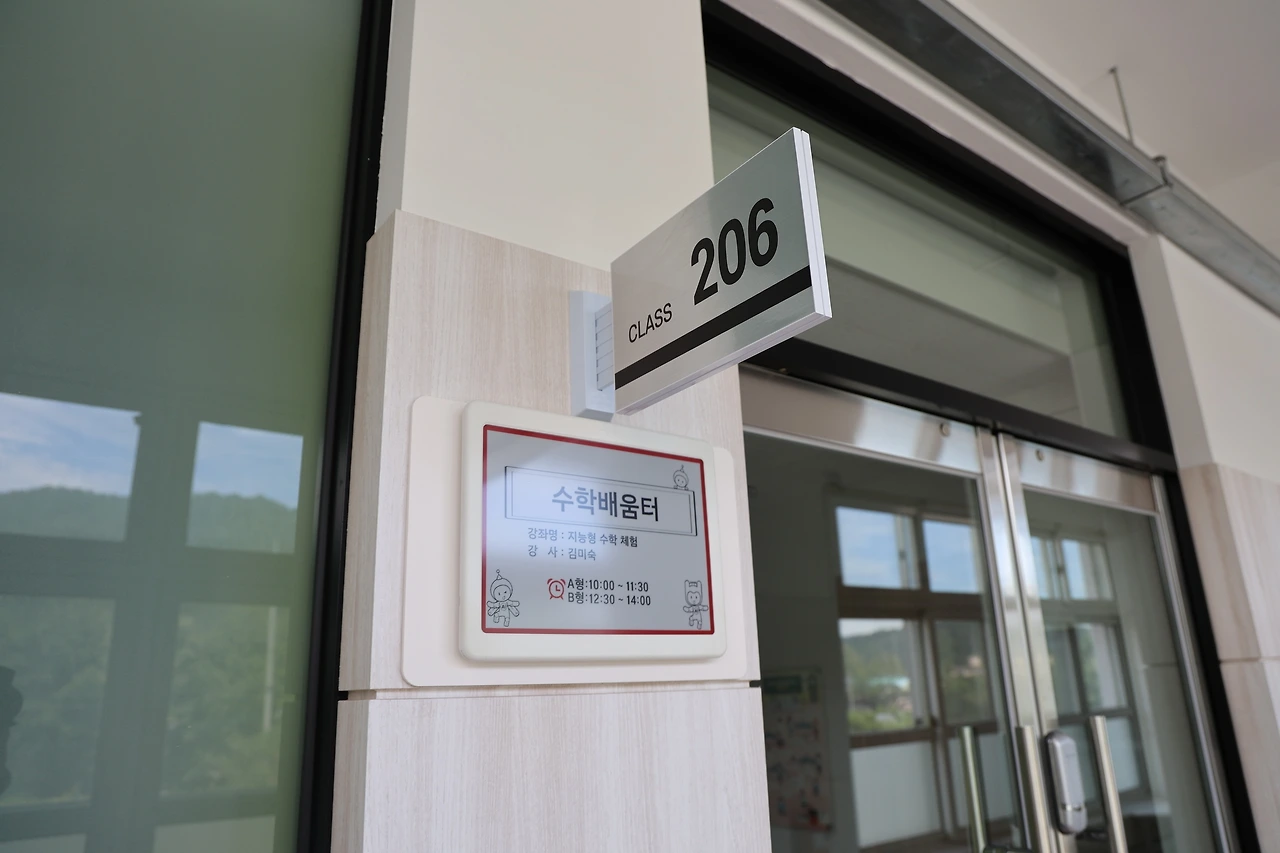 CLASS 206
수학배움터
강좌명 : 지능형 수학 체험
강 사 : 김미숙
A형:10:00 ~ 11:30
B형:12:30 ~ 14:00